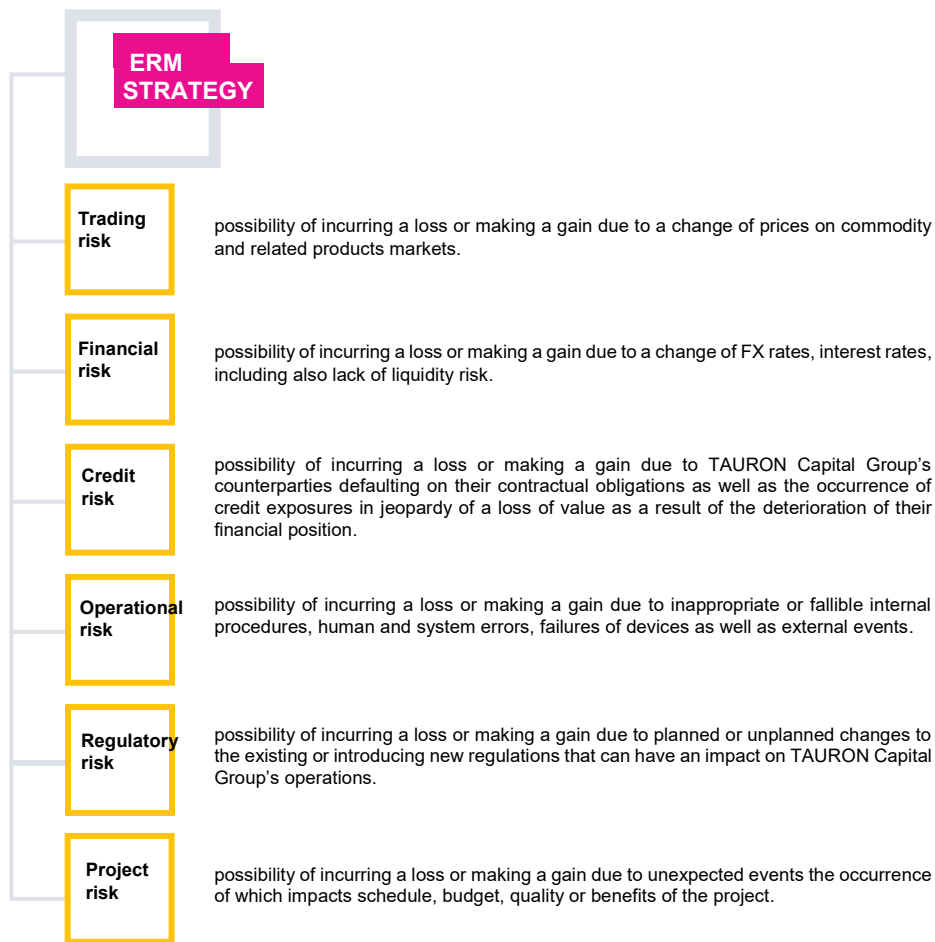 ERM
STRATEGY
Trading
risk
possibility of incurring a loss or making a gain due to a change of prices on commodity
and related products markets.
Financial
risk
possibility of incurring a loss or making a gain due to a change of FX rates, interest rates,
including also lack of liquidity risk.
Credit
risk
possibility of incurring a loss or making a gain due to TAURON Capital Group’s
counterparties defaulting on their contractual obligations as well as the occurrence of
credit exposures in jeopardy of a loss of value as a result of the deterioration of their
financial position.
Operational
risk
possibility of incurring a loss or making a gain due to inappropriate or fallible internal
procedures, human and system errors, failures of devices as well as external events.
Regulatory
risk
possibility of incurring a loss or making a gain due to planned or unplanned changes to
the existing or introducing new regulations that can have an impact on TAURON Capital
Group’s operations.
Project
risk
possibility of incurring a loss or making a gain due to unexpected events the occurrence
of which impacts schedule, budget, quality or benefits of the project.